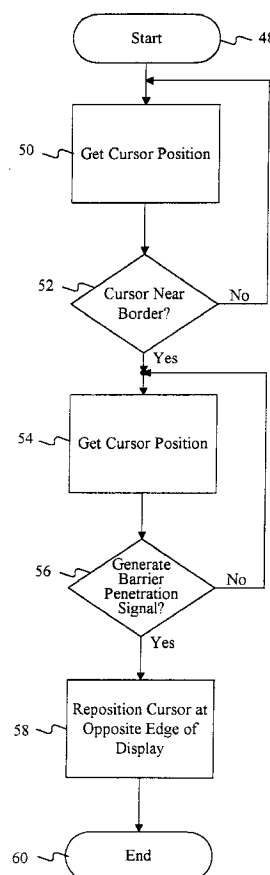 Start
48
50
Get Cursor Position
52
Cursor Near
Border?
No
Yes
54
Get Cursor Position
56
Generate
Barrier
Penetration
Signal?
No
Yes
58
Reposition Cursor at
Opposite Edge of
Display
60
End